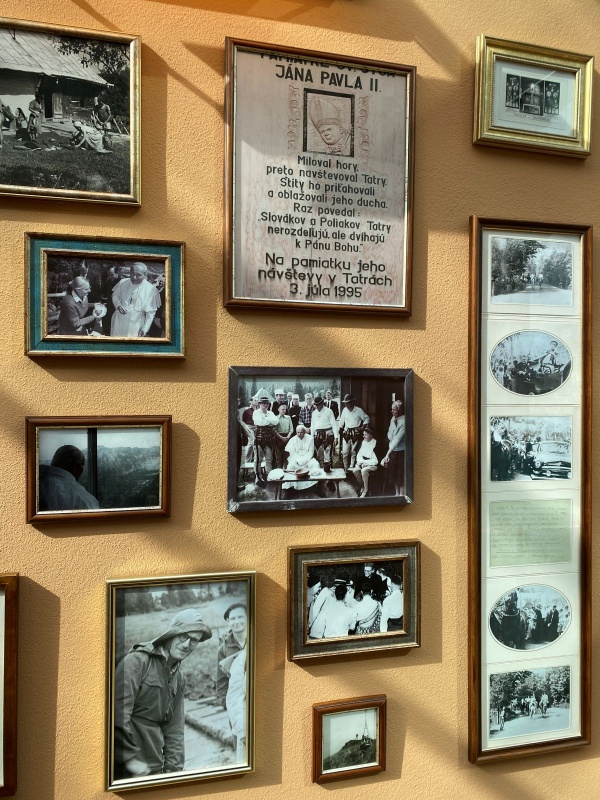 JÁNA PAVLA II.
Miloval hory,
preto navštevoval Tatry.
Štíty ho priťahovali
a oblažovali jeho ducha.
Raz povedal:
„Slovákov a Poliakov Tatry
nerozdeľujú, ale dvíhajú
k Pánu Bohu.“
Na pamiatku jeho
návštevy v Tatrách
3. júla 1995